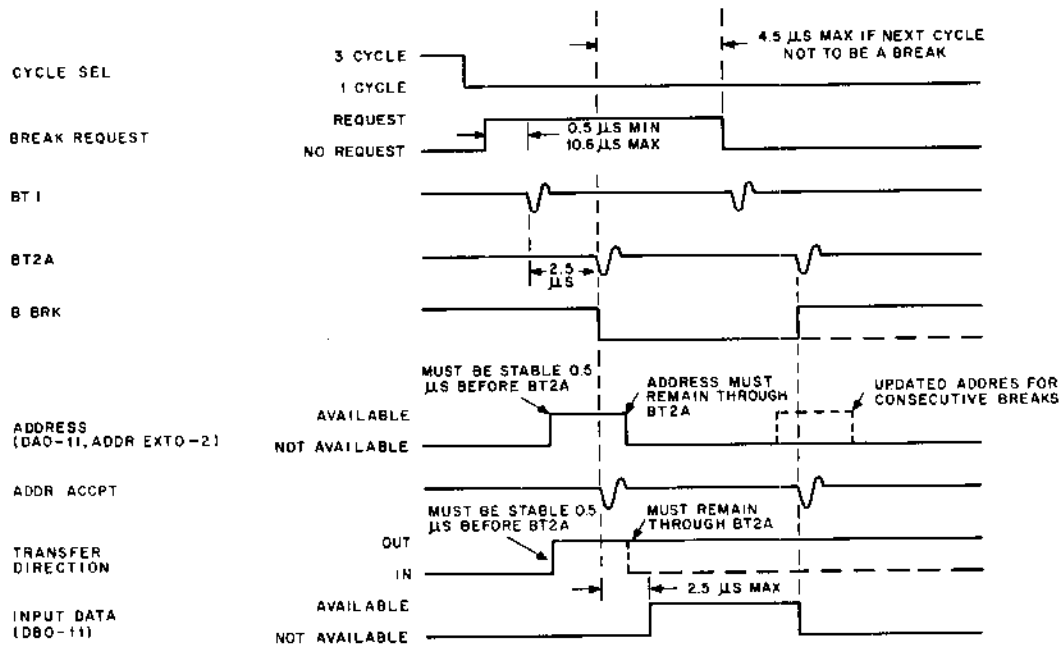 4.5 µS MAX IF NEXT CYCLE
NOT TO BE A BREAK
CYCLE SEL
3 CYCLE
1 CYCLE
BREAK REQUEST
REQUEST
NO REQUEST
0.5 µS MIN
10.6 µS MAX
BT 1
BT2A
2.5
µS
B BRK
MUST BE STABLE 0.5
µS BEFORE BT2A
ADDRESS MUST
REMAIN THROUGH
BT2A
UPDATED ADDRES FOR
CONSECUTIVE BREAKS
ADDRESS
(DA0-11, ADDR EXT0-2)
AVAILABLE
NOT AVAILABLE
ADDR ACCPT
MUST BE STABLE 0.5
µS BEFORE BT2A
MUST REMAIN
THROUGH BT2A
TRANSFER
DIRECTION
OUT
IN
2.5 µS MAX
INPUT DATA
(DB0-11)
AVAILABLE
NOT AVAILABLE